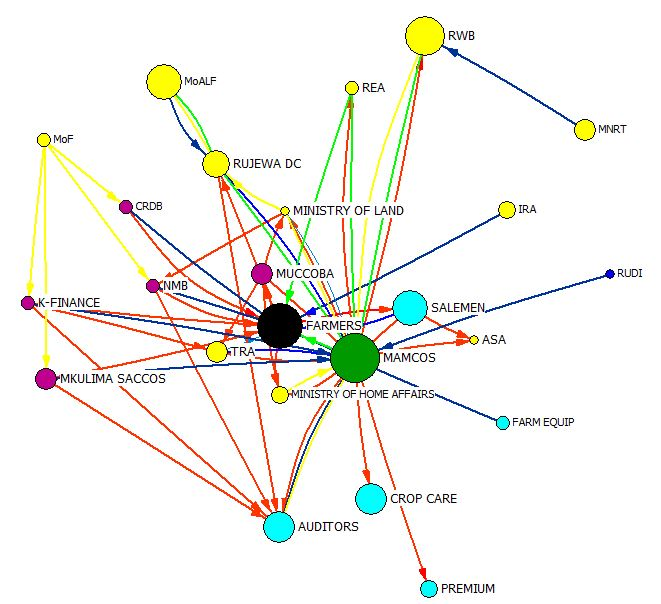 RWB
MoALF
REA
MNRT
MoF
RUJEWA DC
CRDB
MINISTRY OF LAND
IRA
MUCCOBA
RUDI
NMB
K-FINANCE
SALEMEN
FARMERS
ASA
TRA
MAMCOS
MKULIMA SACCOS
MINISTRY OF HOME AFFAIRS
FARM EQUIP
CROP CARE
AUDITORS
PREMIUM